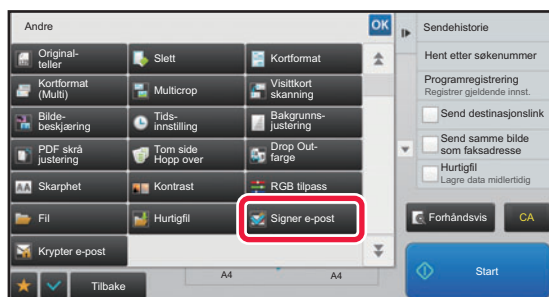 Andre
OK
Original-
teller
Slett
Kortformat
Kortformat
(Multi)
Multicrop
Visittkort
skanning
Bilde-
beskjæring
Tids-
innstilling
Bakgrunns-
justering
PDF skrå
justering
Tom side
Hopp over
Drop Out-
farge
Skarphet
Kontrast
RGB tilpass
Fil
Hurtigfil
Signer e-post
Krypter e-post
Tilbake
A4
A4
Sendehistorie
Hent etter søkenummer
Programregistrering
Registrer gjeldende innst.
Send destinasjonslink
Send samme bilde
som faksadresse
Hurtigfil
Lagre data midlertidig
Forhåndsvis
CA
Start